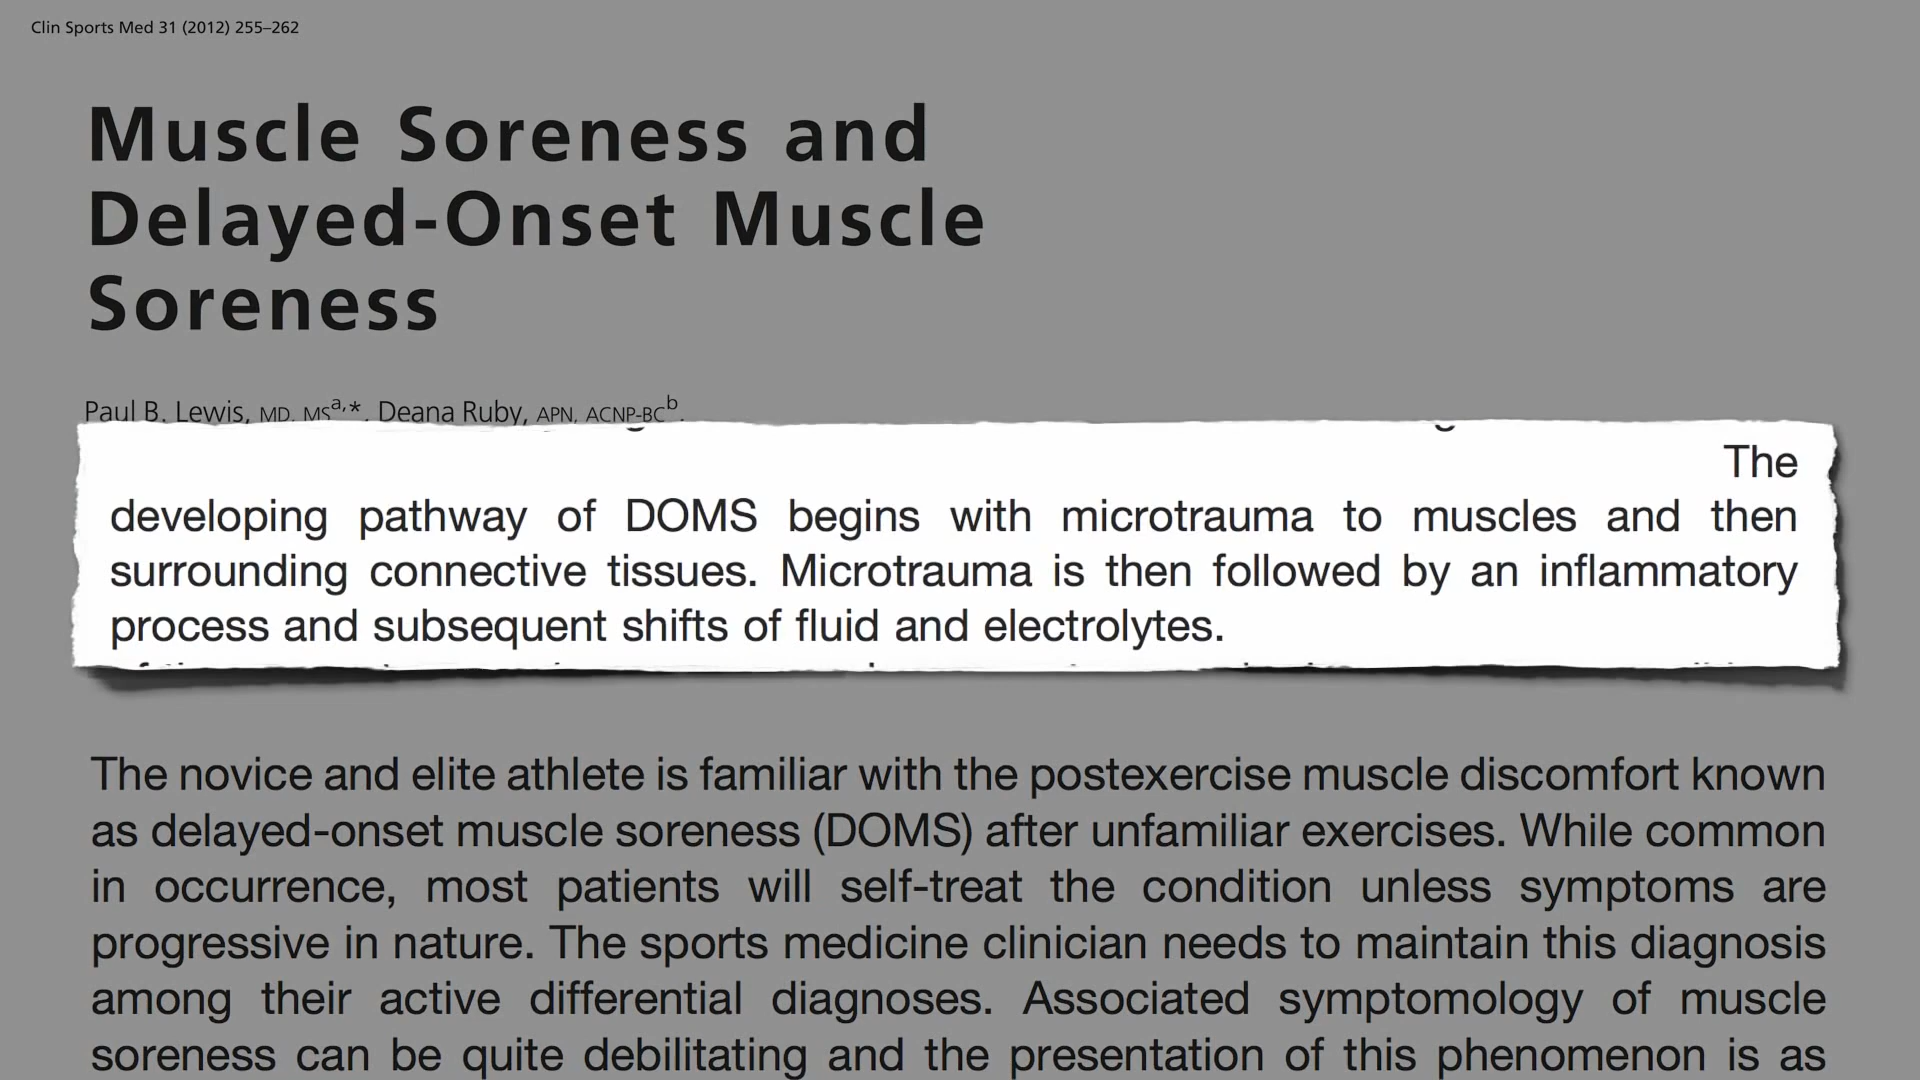 Clin Sports Med 31 (2012) 255–262
Muscle Soreness and
Delayed-Onset Muscle
Soreness
Paul B. Lewis, MD, MSa,*, Deana Ruby, APN, ACNP-BCb,
The
developing pathway of DOMS begins with microtrauma to muscles and then
surrounding connective tissues. Microtrauma is then followed by an inflammatory
process and subsequent shifts of fluid and electrolytes.
The novice and elite athlete is familiar with the postexercise muscle discomfort known
as delayed-onset muscle soreness (DOMS) after unfamiliar exercises. While common
in occurrence, most patients will self-treat the condition unless symptoms are
progressive in nature. The sports medicine clinician needs to maintain this diagnosis
among their active differential diagnoses. Associated symptomology of muscle
soreness can be quite debilitating and the presentation of this phenomenon is as